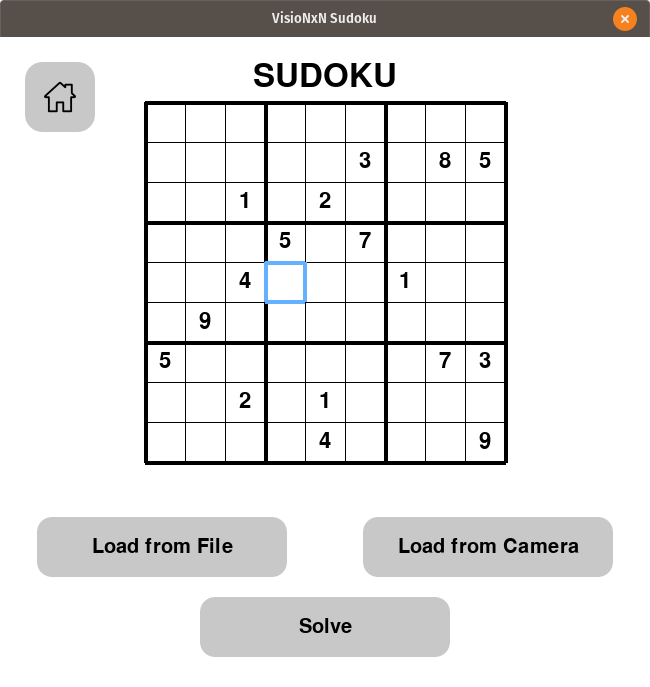 VisioNxN Sudoku
SUDOKU
3 8 5
1 2
5 7
4 1
9
5 7 3
2 1
4 9
Load from File
Load from Camera
Solve